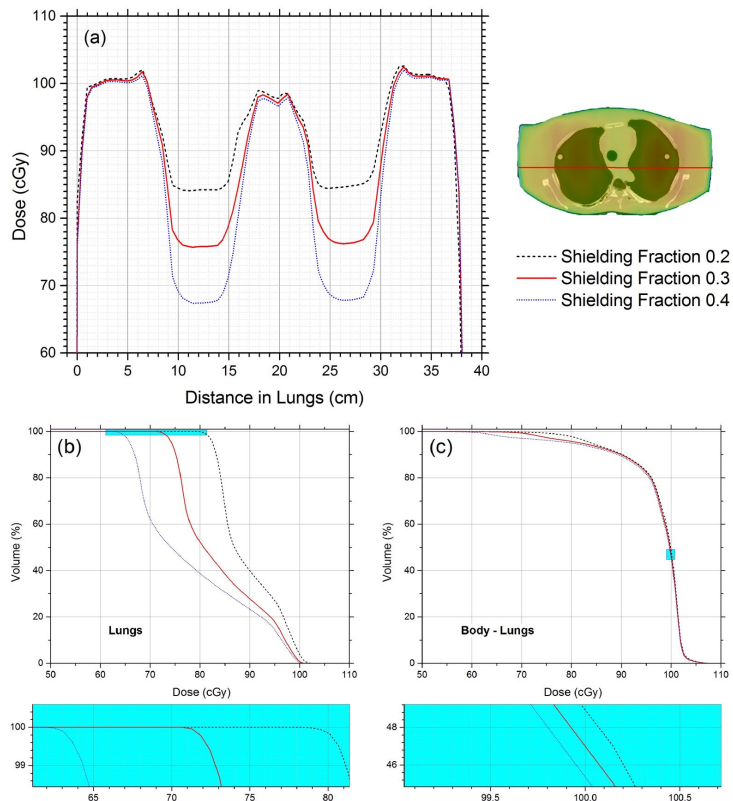 (a)
110
100
90
80
70
60
Dose (cGy)
0 5 10 15 20 25 30 35 40
Distance in Lungs (cm)
Shielding Fraction 0.2
Shielding Fraction 0.3
Shielding Fraction 0.4
(b)
100
80
60
40
20
0
Volume (%)
Lungs
50 60 70 80 90 100 110
Dose (cGy)
(c)
100
80
60
40
20
0
Volume (%)
Body - Lungs
50 60 70 80 90 100 110
Dose (cGy)
100
99
65 70 75 80
48
46
99.5 100.0 100.5